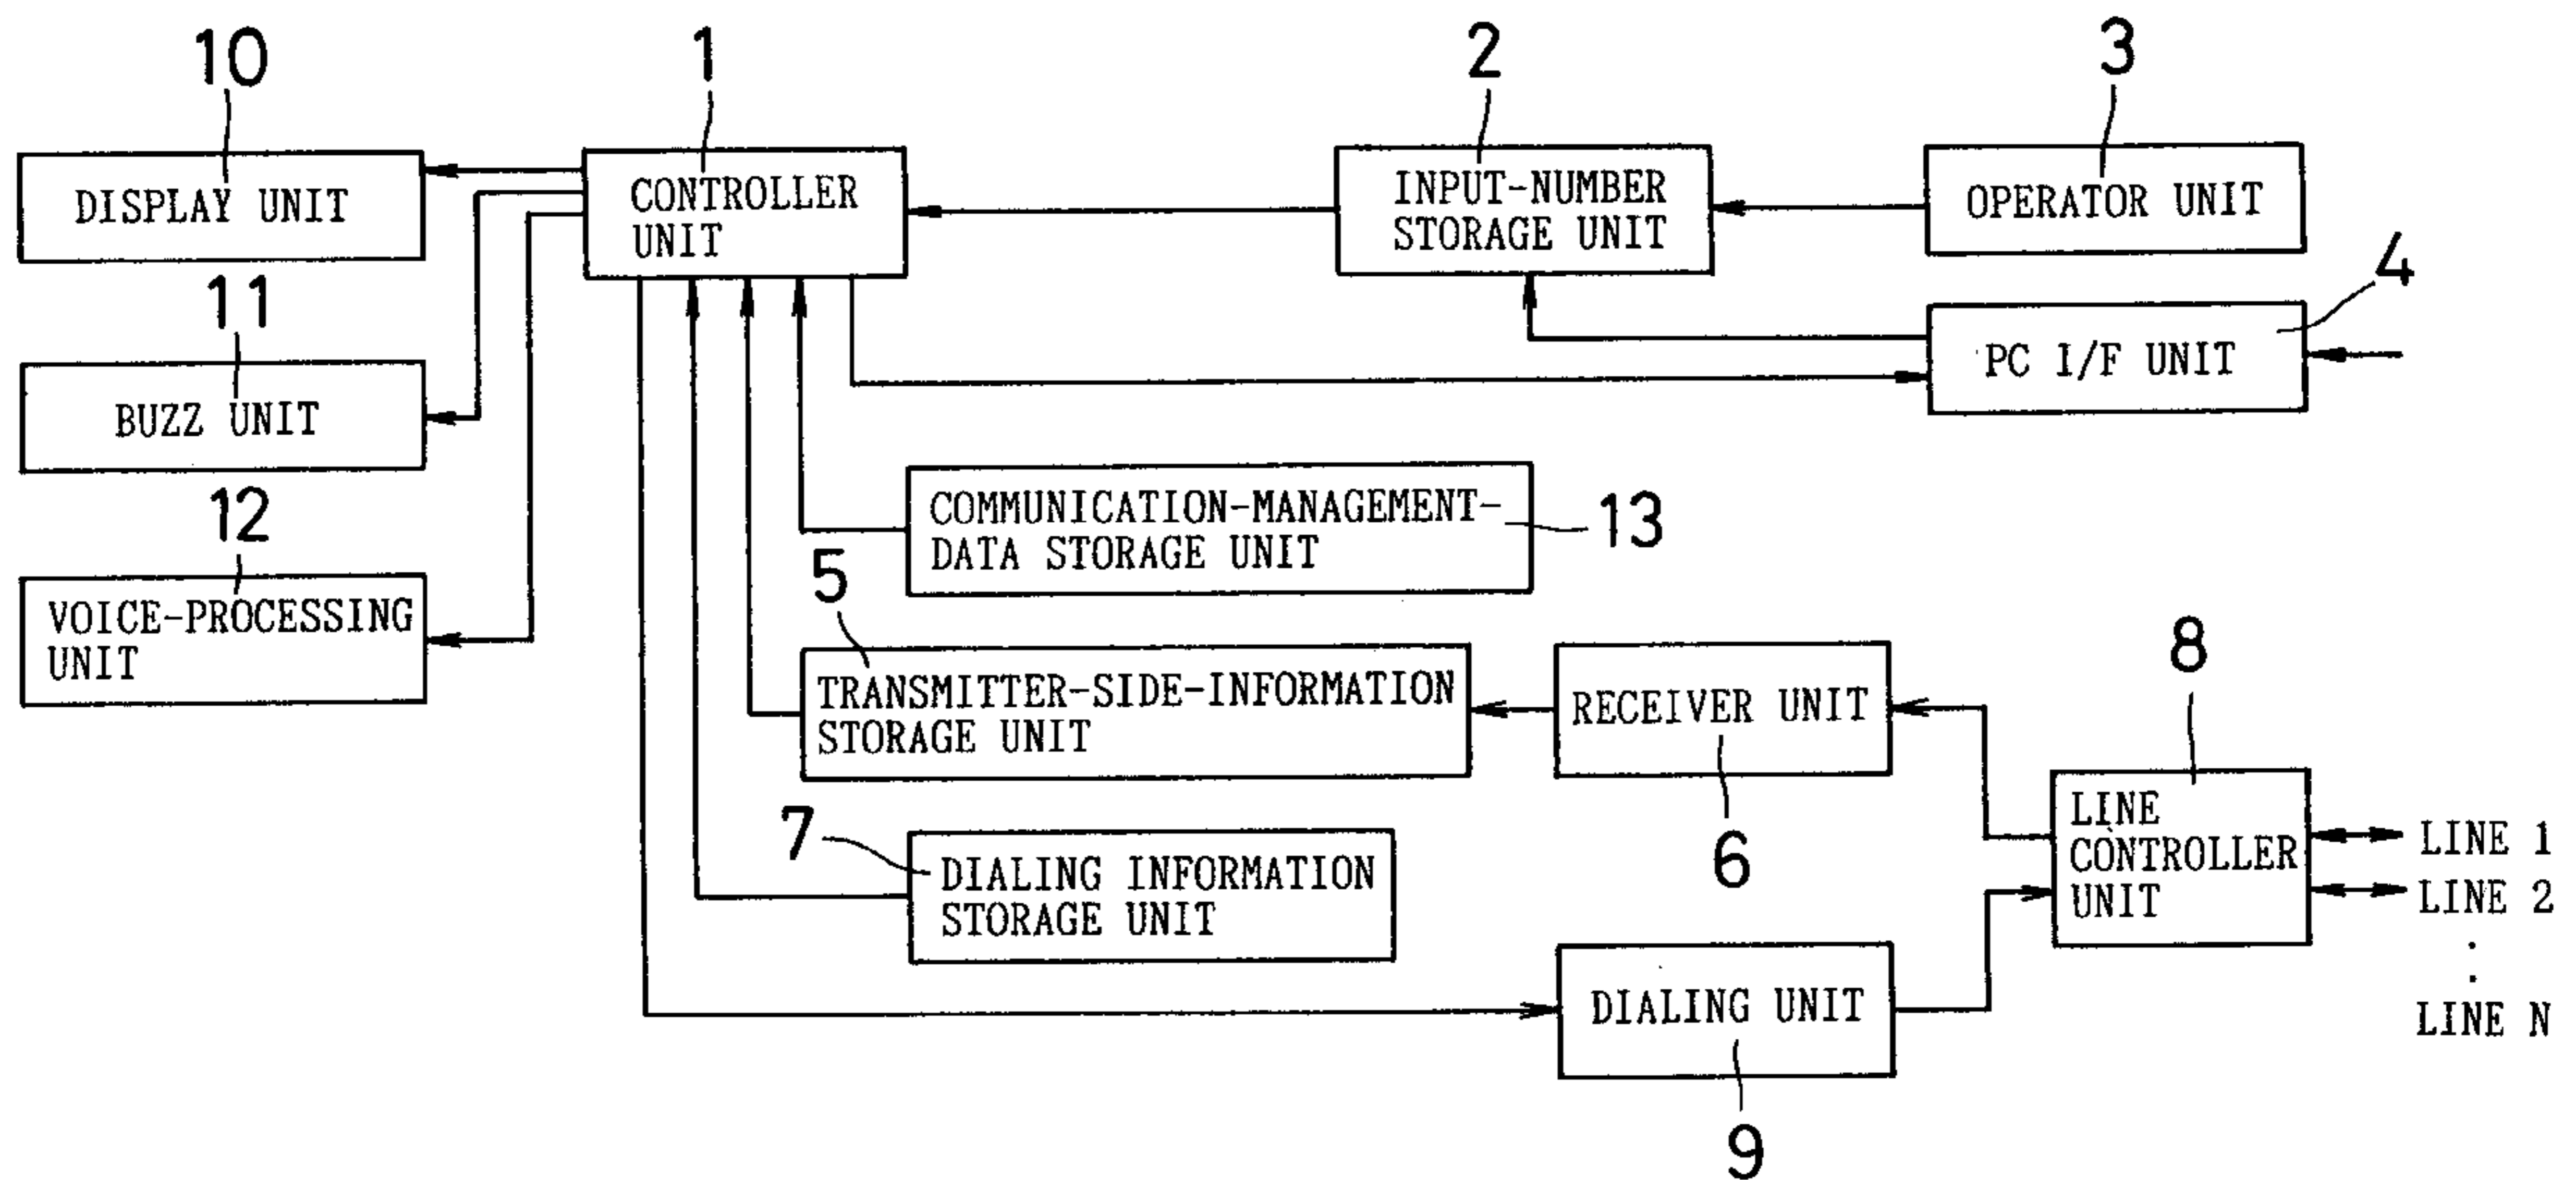 10
1
2
3
DISPLAY UNIT
CONTROLLER
UNIT
INPUT-NUMBER
STORAGE UNIT
OPERATOR UNIT
4
11
PC I/F UNIT
BUZZ UNIT
12
COMMUNICATION-MANAGEMENT-
DATA STORAGE UNIT
13
VOICE-PROCESSING
UNIT
5
TRANSMITTER-SIDE-INFORMATION
STORAGE UNIT
RECEIVER UNIT
6
8
LINE
CONTROLLER
UNIT
LINE 1
LINE 2
.
.
LINE N
7
DIALING INFORMATION
STORAGE UNIT
DIALING UNIT
9